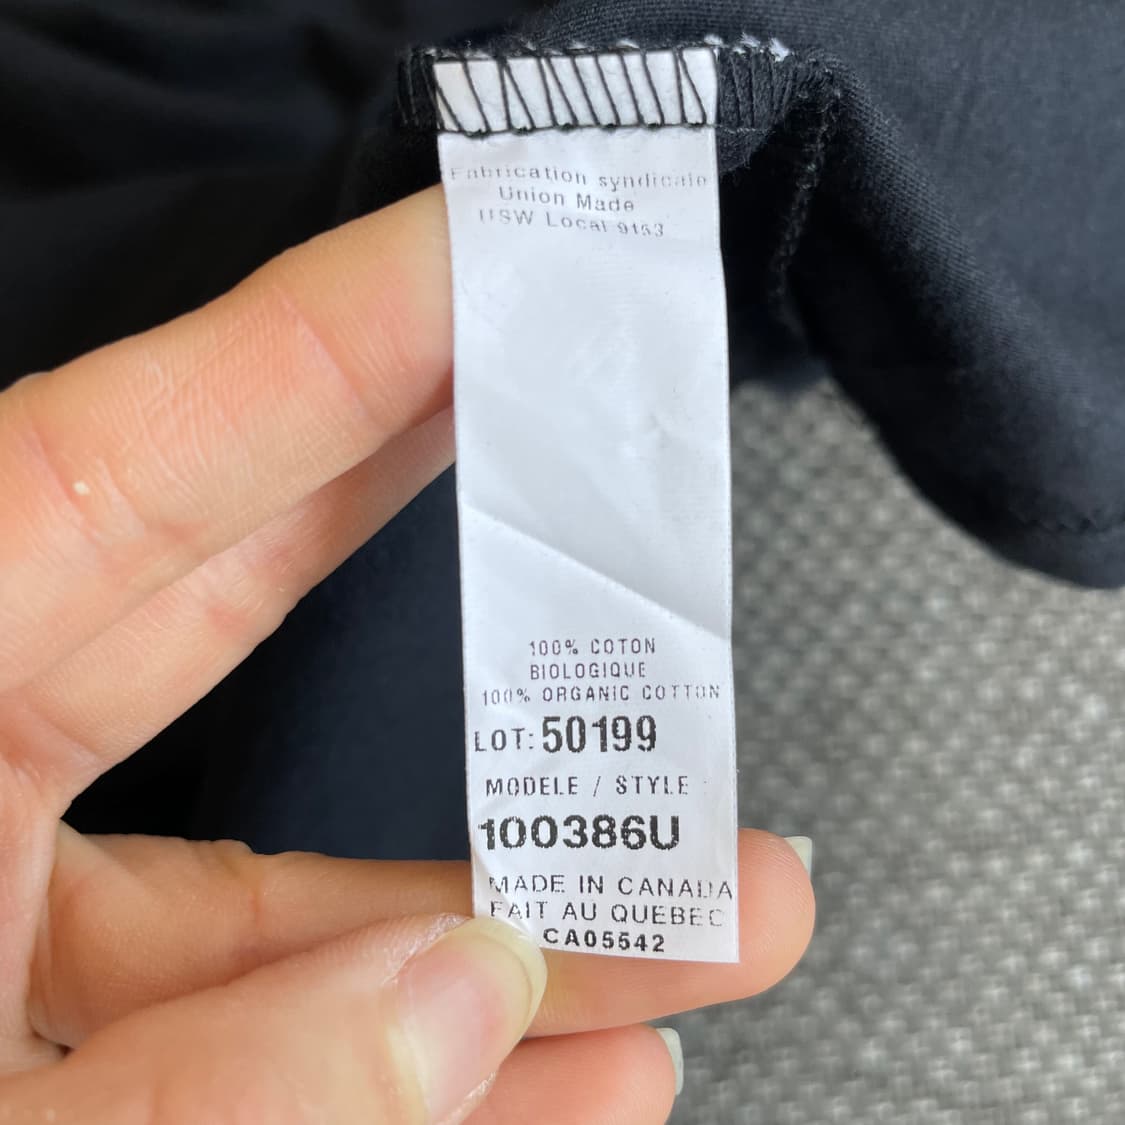 Fabrication syndicale
Union Made
USW Local 9153
100% COTON
BIOLOGIQUE
100% ORGANIC COTTON
LOT: 50199
MODELE / STYLE
100386U
MADE IN CANADA
FAIT AU QUEBEC
CA05542